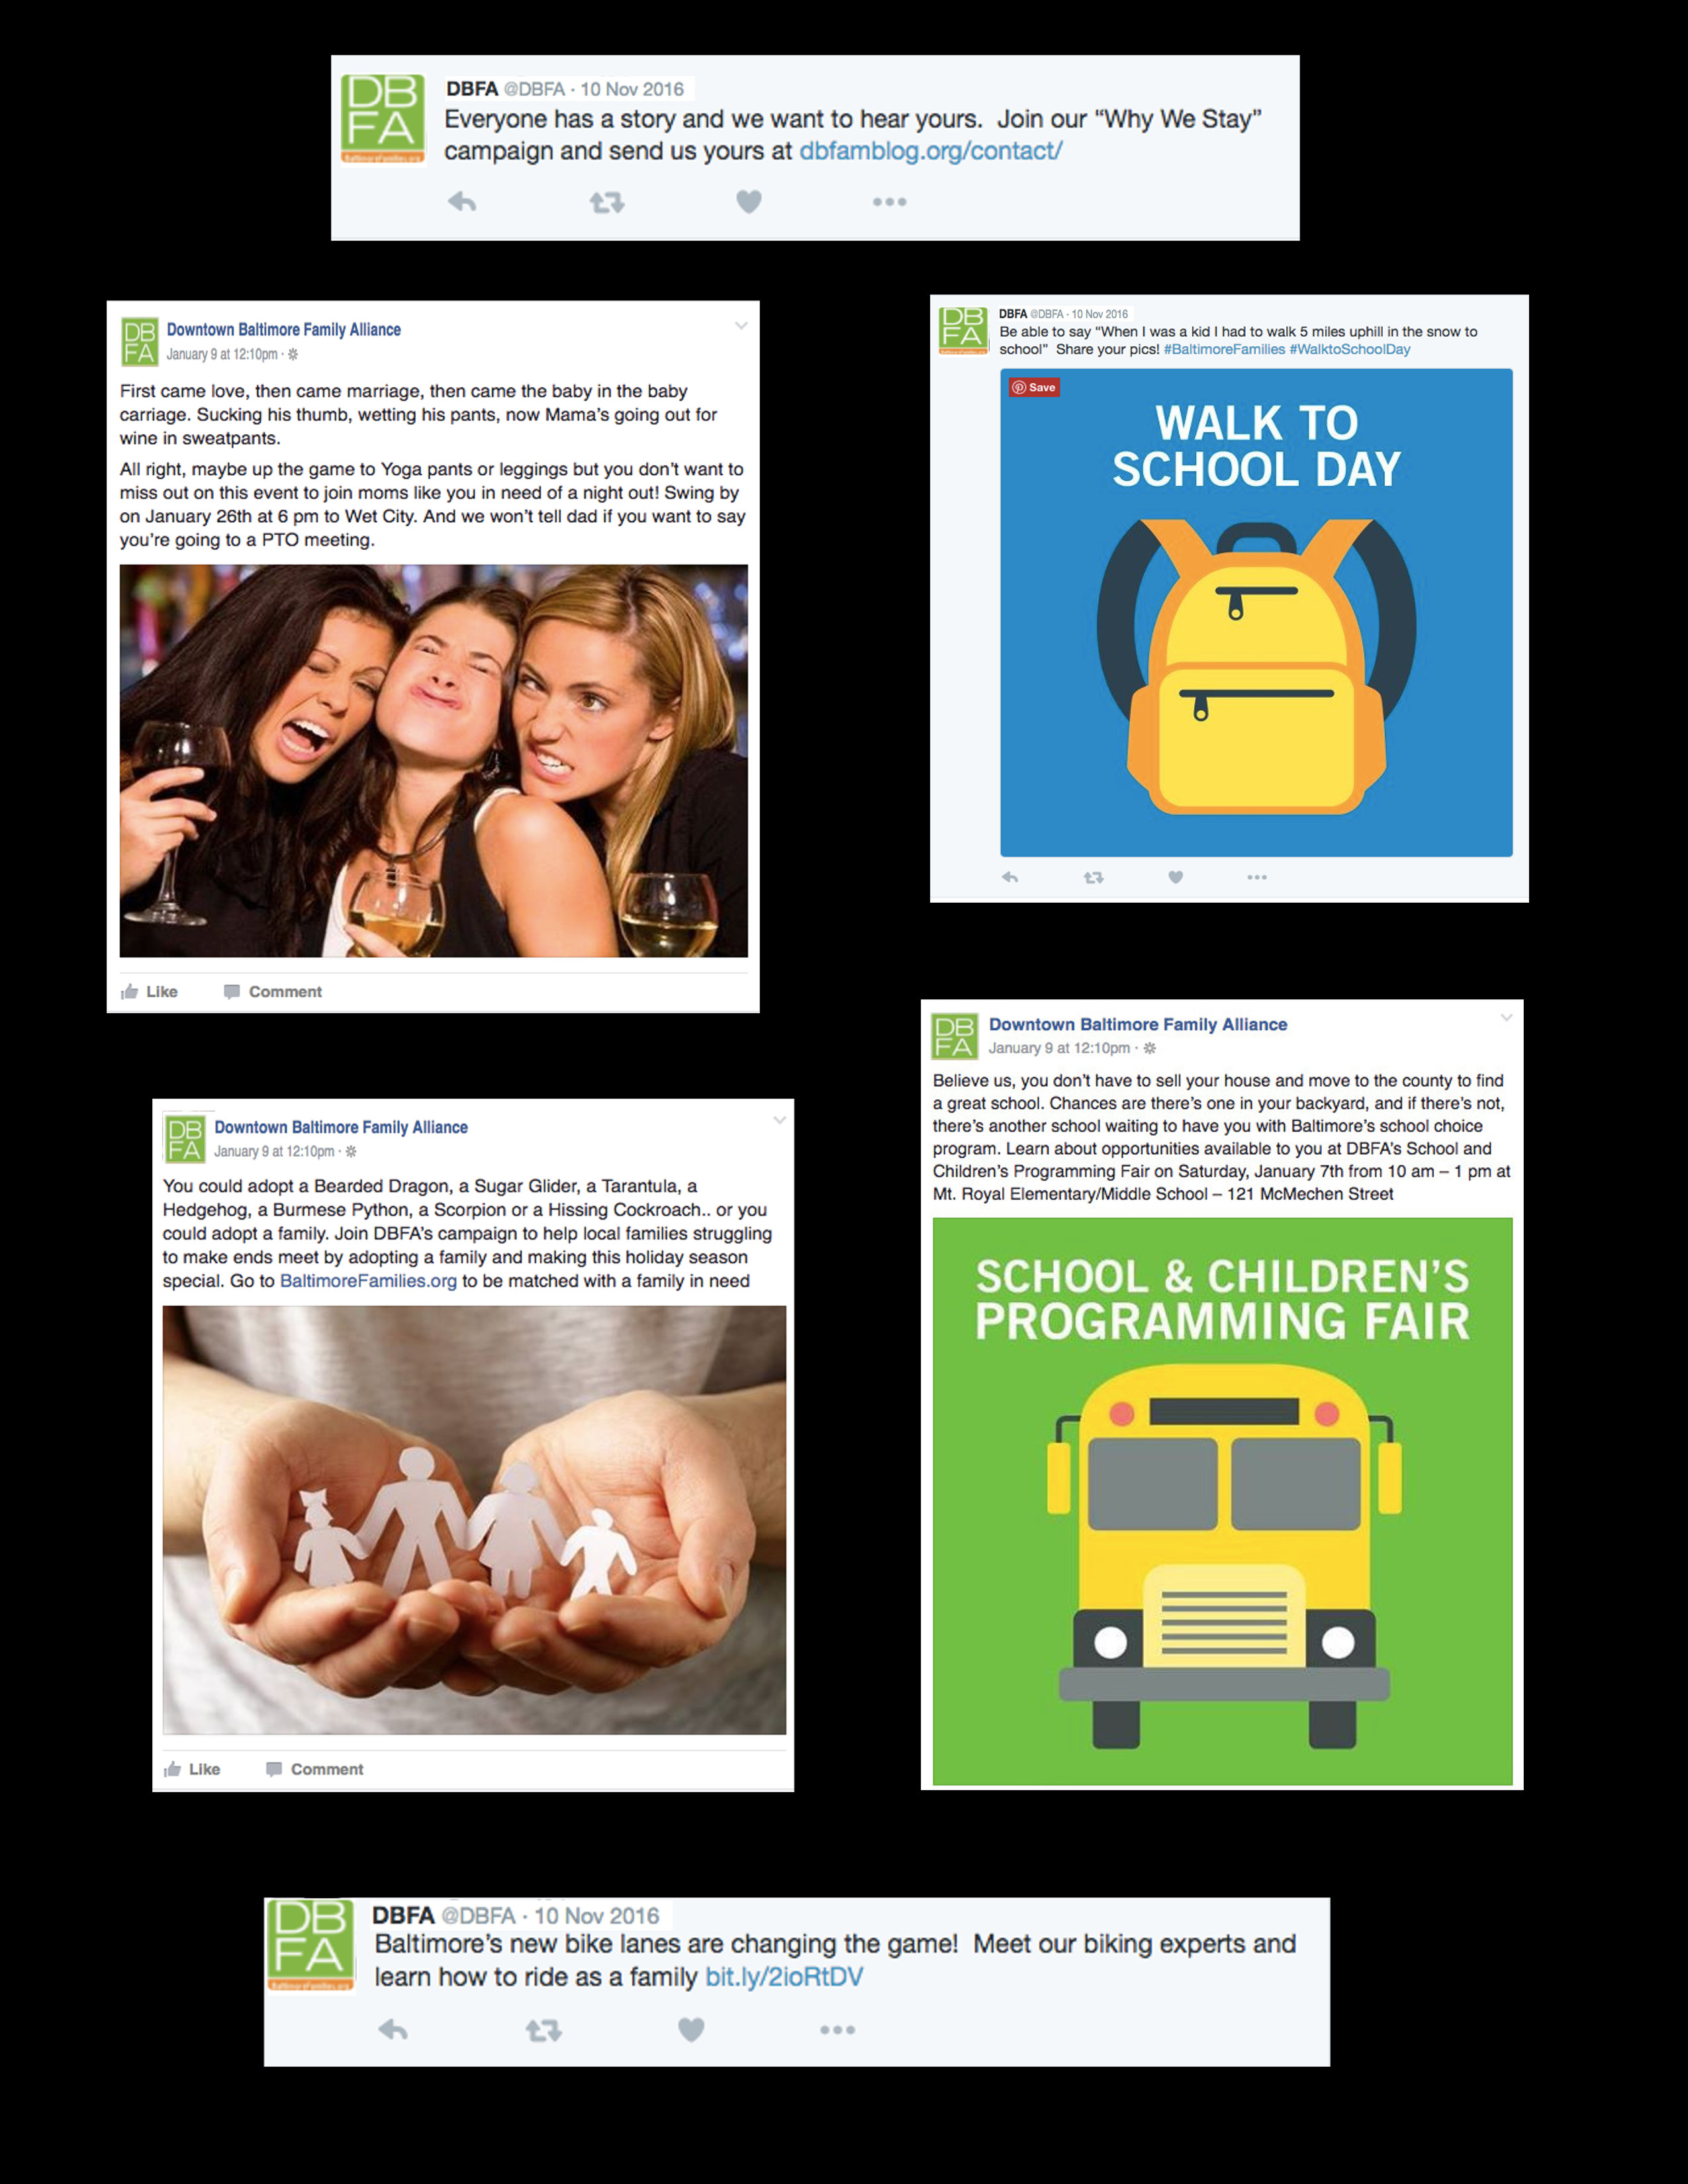 DB
FA
BaltimoreFamilies.org
DBFA @DBFA · 10 Nov 2016
Everyone has a story and we want to hear yours.  Join our “Why We Stay”
campaign and send us yours at dbfamblog.org/contact/
DB
FA
Downtown Baltimore Family Alliance
January 9 at 12:10pm ·
First came love, then came marriage, then came the baby in the baby
carriage. Sucking his thumb, wetting his pants, now Mama’s going out for
wine in sweatpants.
All right, maybe up the game to Yoga pants or leggings but you don’t want to
miss out on this event to join moms like you in need of a night out! Swing by
on January 26th at 6 pm to Wet City. And we won’t tell dad if you want to say
you’re going to a PTO meeting.
Like Comment
DB
FA
DBFA @DBFA · 10 Nov 2016
Be able to say “When I was a kid I had to walk 5 miles uphill in the snow to
school”  Share your pics! #BaltimoreFamilies #WalktoSchoolDay
Save
WALK TO
SCHOOL DAY
DB
FA
Downtown Baltimore Family Alliance
January 9 at 12:10pm ·
You could adopt a Bearded Dragon, a Sugar Glider, a Tarantula, a
Hedgehog, a Burmese Python, a Scorpion or a Hissing Cockroach.. or you
could adopt a family. Join DBFA’s campaign to help local families struggling
to make ends meet by adopting a family and making this holiday season
special. Go to BaltimoreFamilies.org to be matched with a family in need
Like Comment
DB
FA
Downtown Baltimore Family Alliance
January 9 at 12:10pm ·
Believe us, you don’t have to sell your house and move to the county to find
a great school. Chances are there’s one in your backyard, and if there’s not,
there’s another school waiting to have you with Baltimore’s school choice
program. Learn about opportunities available to you at DBFA’s School and
Children’s Programming Fair on Saturday, January 7th from 10 am – 1 pm at
Mt. Royal Elementary/Middle School – 121 McMechen Street
SCHOOL & CHILDREN’S
PROGRAMMING FAIR
DB
FA
BaltimoreFamilies.org
DBFA @DBFA · 10 Nov 2016
Baltimore’s new bike lanes are changing the game!  Meet our biking experts and
learn how to ride as a family bit.ly/2ioRtDV